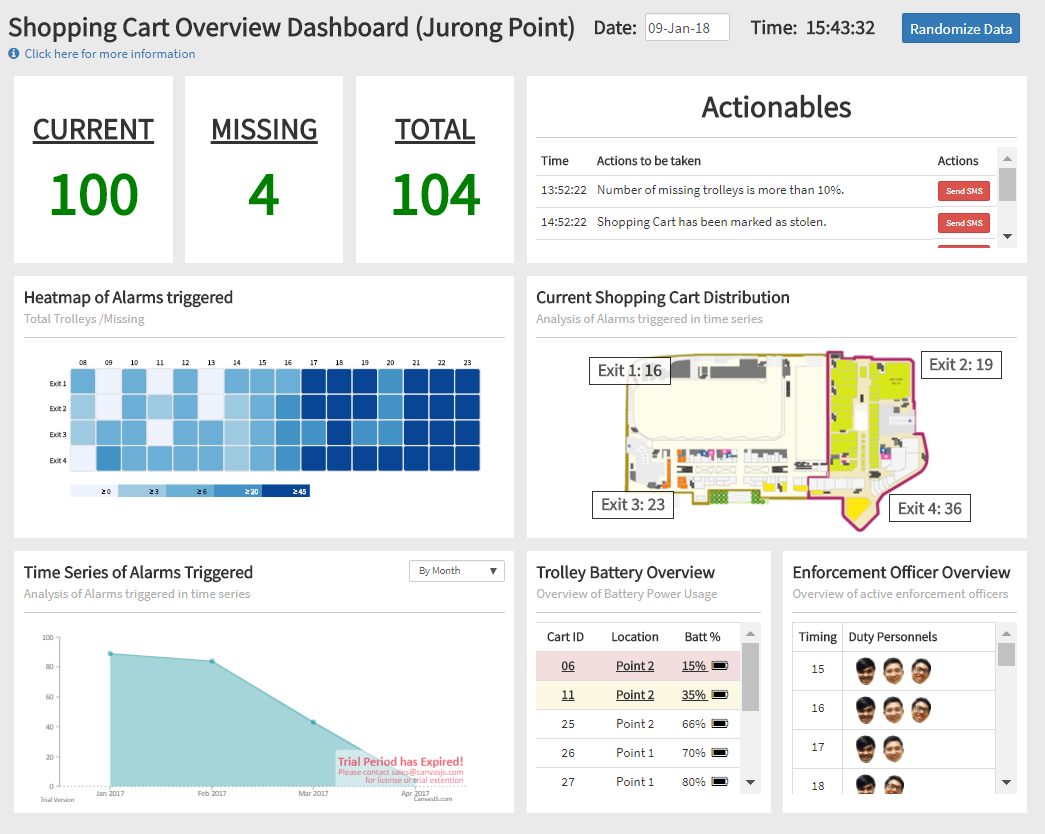 Shopping Cart Overview Dashboard (Jurong Point) Date: 09-Jan-18 Time: 15:43:32 Randomize Data
Click here for more information
CURRENT
100
MISSING
4
TOTAL
104
Actionables
Time Actions to be taken Actions
13:52:22 Number of missing trolleys is more than 10%. Send SMS
14:52:22 Shopping Cart has been marked as stolen. Send SMS
Heatmap of Alarms triggered
Total Trolleys /Missing
08 09 10 11 12 13 14 15 16 17 18 19 20 21 22 23
Exit 1
Exit 2
Exit 3
Exit 4
≥ 0 ≥ 3 ≥ 6 ≥ 20 ≥ 45
Current Shopping Cart Distribution
Analysis of Alarms triggered in time series
Exit 1: 16
Exit 2: 19
Exit 3: 23
Exit 4: 36
Time Series of Alarms Triggered By Month
Analysis of Alarms triggered in time series
100
80
60
40
20
0
Jan 2017 Feb 2017 Mar 2017 Apr 2017
Trial Period has Expired!
Please contact sales@canvasjs.com
for license or trial extention
Trial Version CanvasJS.com
Trolley Battery Overview
Overview of Battery Power Usage
Cart ID Location Batt %
06 Point 2 15%
11 Point 2 35%
25 Point 2 66%
26 Point 1 70%
27 Point 1 80%
Enforcement Officer Overview
Overview of active enforcement officers
Timing Duty Personnels
15
16
17
18